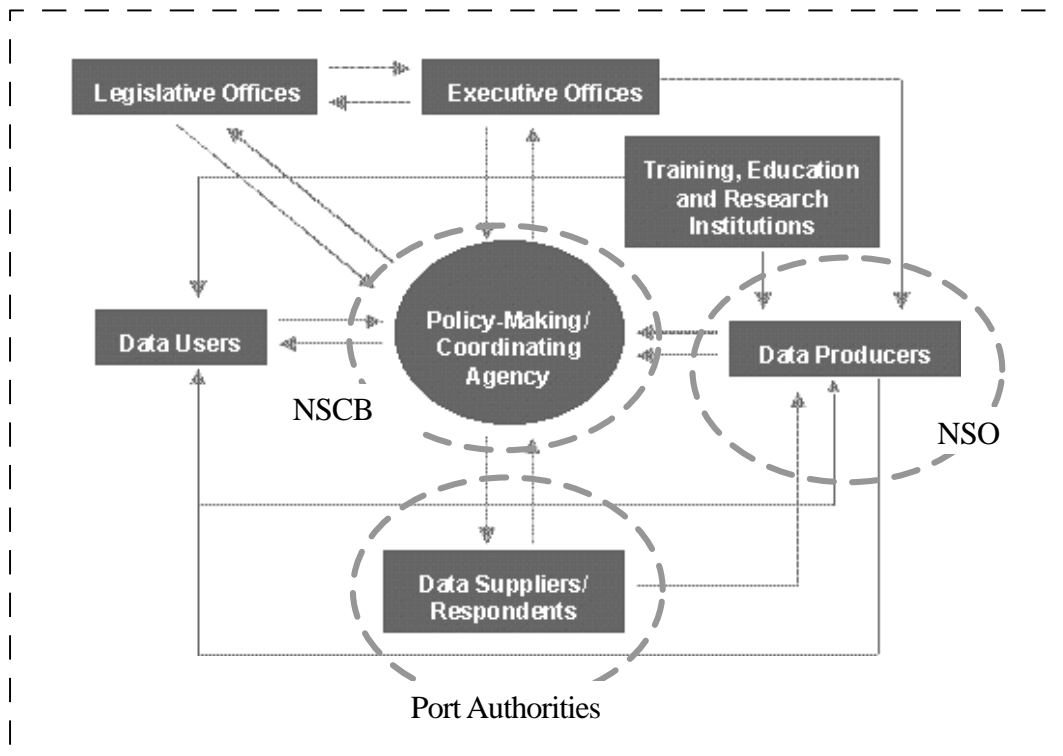 Legislative Offices
Executive Offices
Training, Education
and Research
Institutions
Data Users
Policy-Making/
Coordinating
Agency
Data Producers
NSCB
NSO
Data Suppliers/
Respondents
Port Authorities